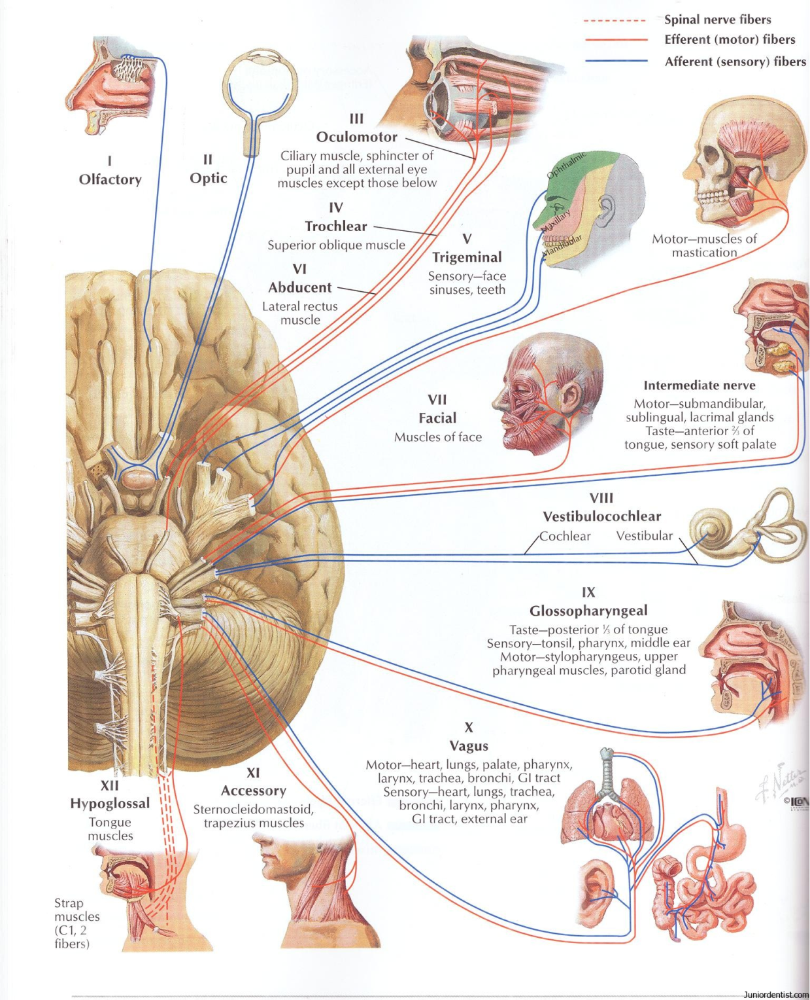 Spinal nerve fibers
Efferent (motor) fibers
Afferent (sensory) fibers
I
Olfactory
II
Optic
III
Oculomotor
Ciliary muscle, sphincter of
pupil and all external eye
muscles except those below
IV
Trochlear
Superior oblique muscle
VI
Abducent
Lateral rectus
muscle
V
Trigeminal
Sensory—face
sinuses, teeth
Ophthalmic
Maxillary
Mandibular
Motor—muscles of
mastication
VII
Facial
Muscles of face
Intermediate nerve
Motor—submandibular,
sublingual, lacrimal glands
Taste—anterior ⅔ of
tongue, sensory soft palate
VIII
Vestibulocochlear
Cochlear
Vestibular
IX
Glossopharyngeal
Taste—posterior ⅓ of tongue
Sensory—tonsil, pharynx, middle ear
Motor—stylopharyngeus, upper
pharyngeal muscles, parotid gland
X
Vagus
Motor—heart, lungs, palate, pharynx,
larynx, trachea, bronchi, GI tract
Sensory—heart, lungs, trachea,
bronchi, larynx, pharynx,
GI tract, external ear
XI
Accessory
Sternocleidomastoid,
trapezius muscles
XII
Hypoglossal
Tongue
muscles
Strap
muscles
(C1, 2
fibers)
F. Netter
Juniordentist.com